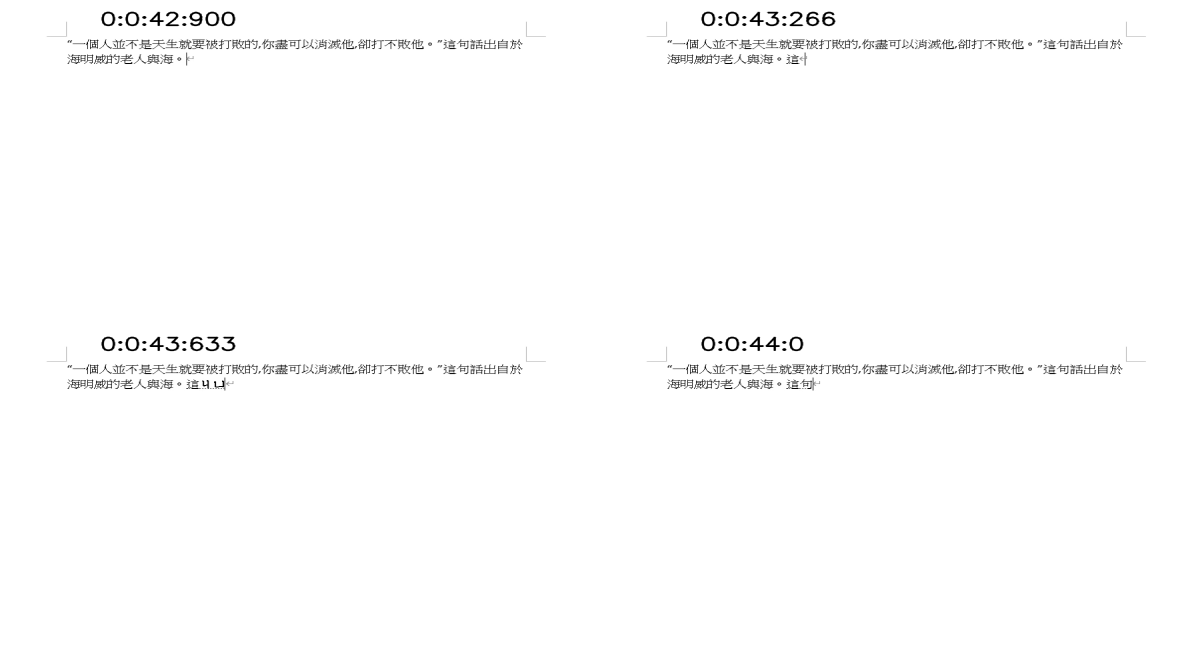 0:0:42:900
“一個人並不是天生就要被打敗的,你盡可以消滅他,卻打不敗他。”這句話出自於
海明威的老人與海。
0:0:43:266
“一個人並不是天生就要被打敗的,你盡可以消滅他,卻打不敗他。”這句話出自於
海明威的老人與海。這
0:0:43:633
“一個人並不是天生就要被打敗的,你盡可以消滅他,卻打不敗他。”這句話出自於
海明威的老人與海。這ㄐㄩ
0:0:44:0
“一個人並不是天生就要被打敗的,你盡可以消滅他,卻打不敗他。”這句話出自於
海明威的老人與海。這句